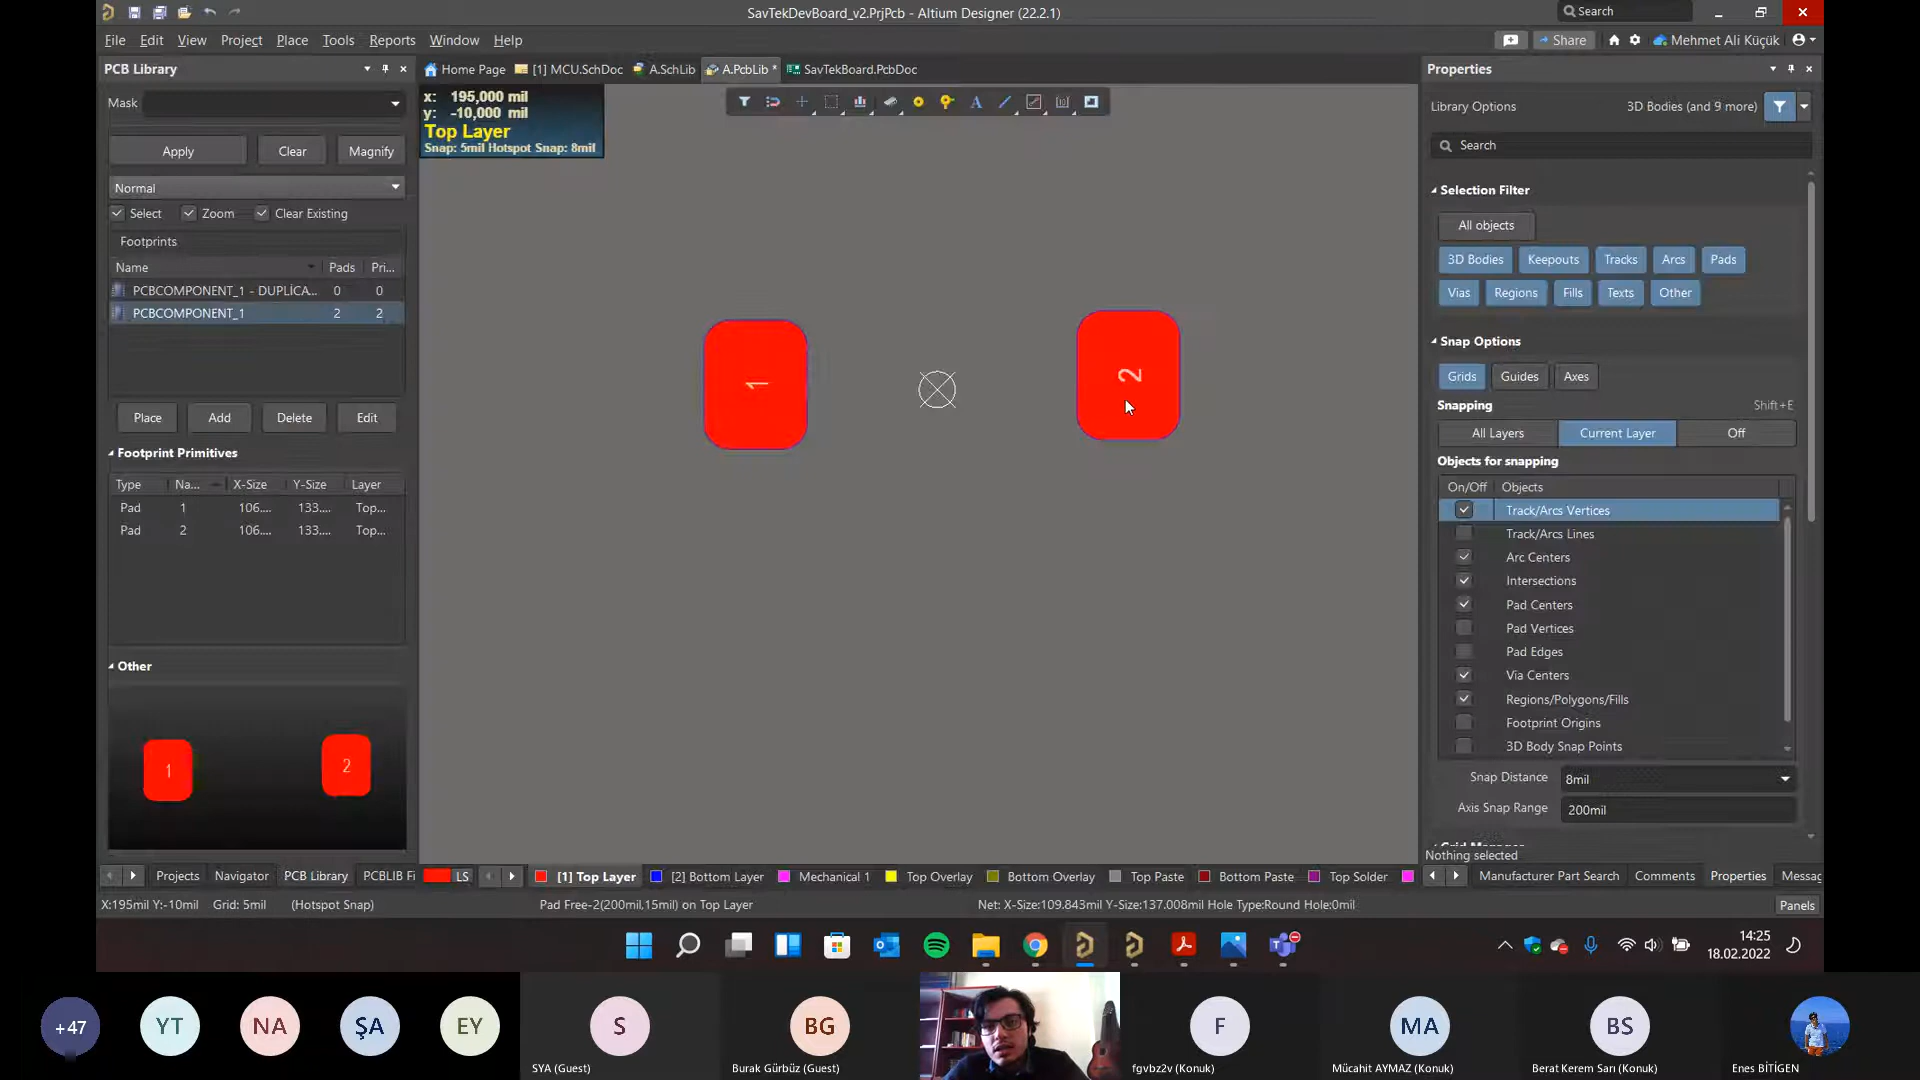 SavTekDevBoard_v2.PrjPcb - Altium Designer (22.2.1)
Search
File Edit View Project Place Tools Reports Window Help
Share
Mehmet Ali Küçük
PCB Library
Home Page
[1] MCU.SchDoc
A.SchLib
A.PcbLib *
SavTekBoard.PcbDoc
Properties
Mask
Apply
Clear
Magnify
Normal
Select
Zoom
Clear Existing
Footprints
Name Pads Pri...
PCBCOMPONENT_1 - DUPLİCA... 0 0
PCBCOMPONENT_1 2 2
Place
Add
Delete
Edit
Footprint Primitives
Type Na... X-Size Y-Size Layer
Pad 1 106.... 133.... Top...
Pad 2 106.... 133.... Top...
Other
1
2
x: 195,000 mil
y: -10,000 mil
Top Layer
Snap: 5mil Hotspot Snap: 8mil
1
2
Library Options
3D Bodies (and 9 more)
Search
Selection Filter
All objects
3D Bodies
Keepouts
Tracks
Arcs
Pads
Vias
Regions
Fills
Texts
Other
Snap Options
Grids
Guides
Axes
Snapping
Shift+E
All Layers
Current Layer
Off
Objects for snapping
On/Off Objects
Track/Arcs Vertices
Track/Arcs Lines
Arc Centers
Intersections
Pad Centers
Pad Vertices
Pad Edges
Via Centers
Regions/Polygons/Fills
Footprint Origins
3D Body Snap Points
Snap Distance 8mil
Axis Snap Range 200mil
Nothing selected
Projects
Navigator
PCB Library
PCBLIB Fi
LS
[1] Top Layer
[2] Bottom Layer
Mechanical 1
Top Overlay
Bottom Overlay
Top Paste
Bottom Paste
Top Solder
Manufacturer Part Search
Comments
Properties
Messag
X:195mil Y:-10mil Grid: 5mil (Hotspot Snap)
Pad Free-2(200mil,15mil) on Top Layer
Net: X-Size:109.843mil Y-Size:137.008mil Hole Type:Round Hole:0mil
Panels
14:25
18.02.2022
+47
YT
NA
ŞA
EY
S
BG
F
MA
BS
SYA (Guest)
Burak Gürbüz (Guest)
fgvbz2v (Konuk)
Mücahit AYMAZ (Konuk)
Berat Kerem Sarı (Konuk)
Enes BİTİGEN